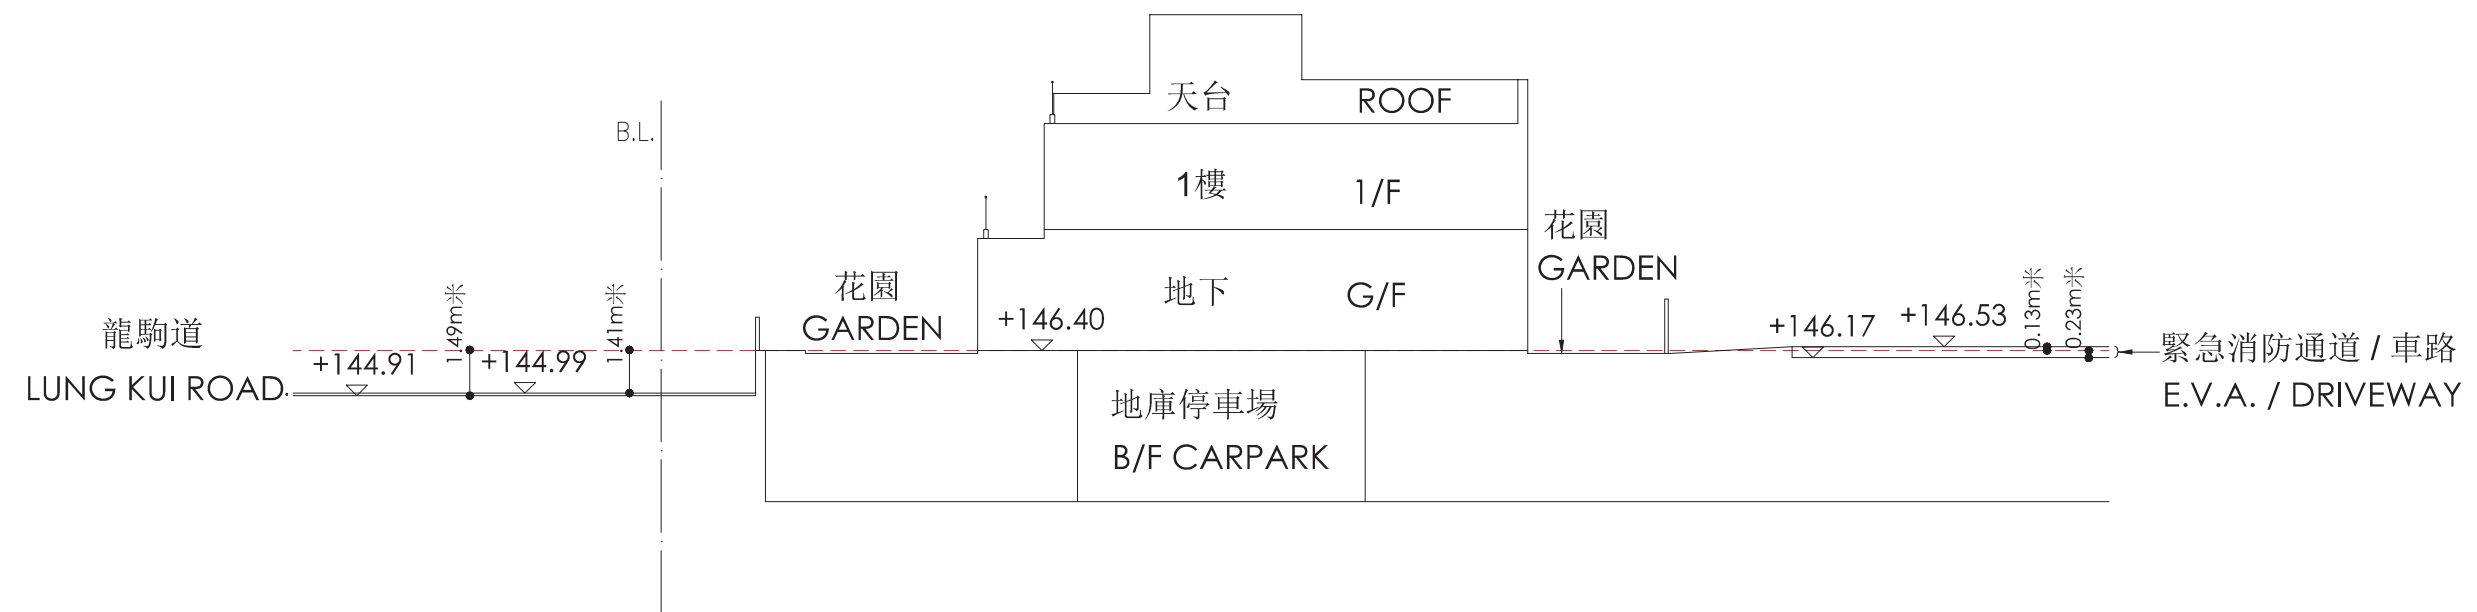 天台 ROOF
B.L.
1樓 1/F
花園
GARDEN
花園
GARDEN
地下 G/F
+146.40
龍駒道
LUNG KUI ROAD
+144.91
1.49m米
+144.99
1.41m米
+146.17
+146.53
0.13m米
0.23m米
緊急消防通道 / 車路
E.V.A. / DRIVEWAY
地庫停車場
B/F CARPARK